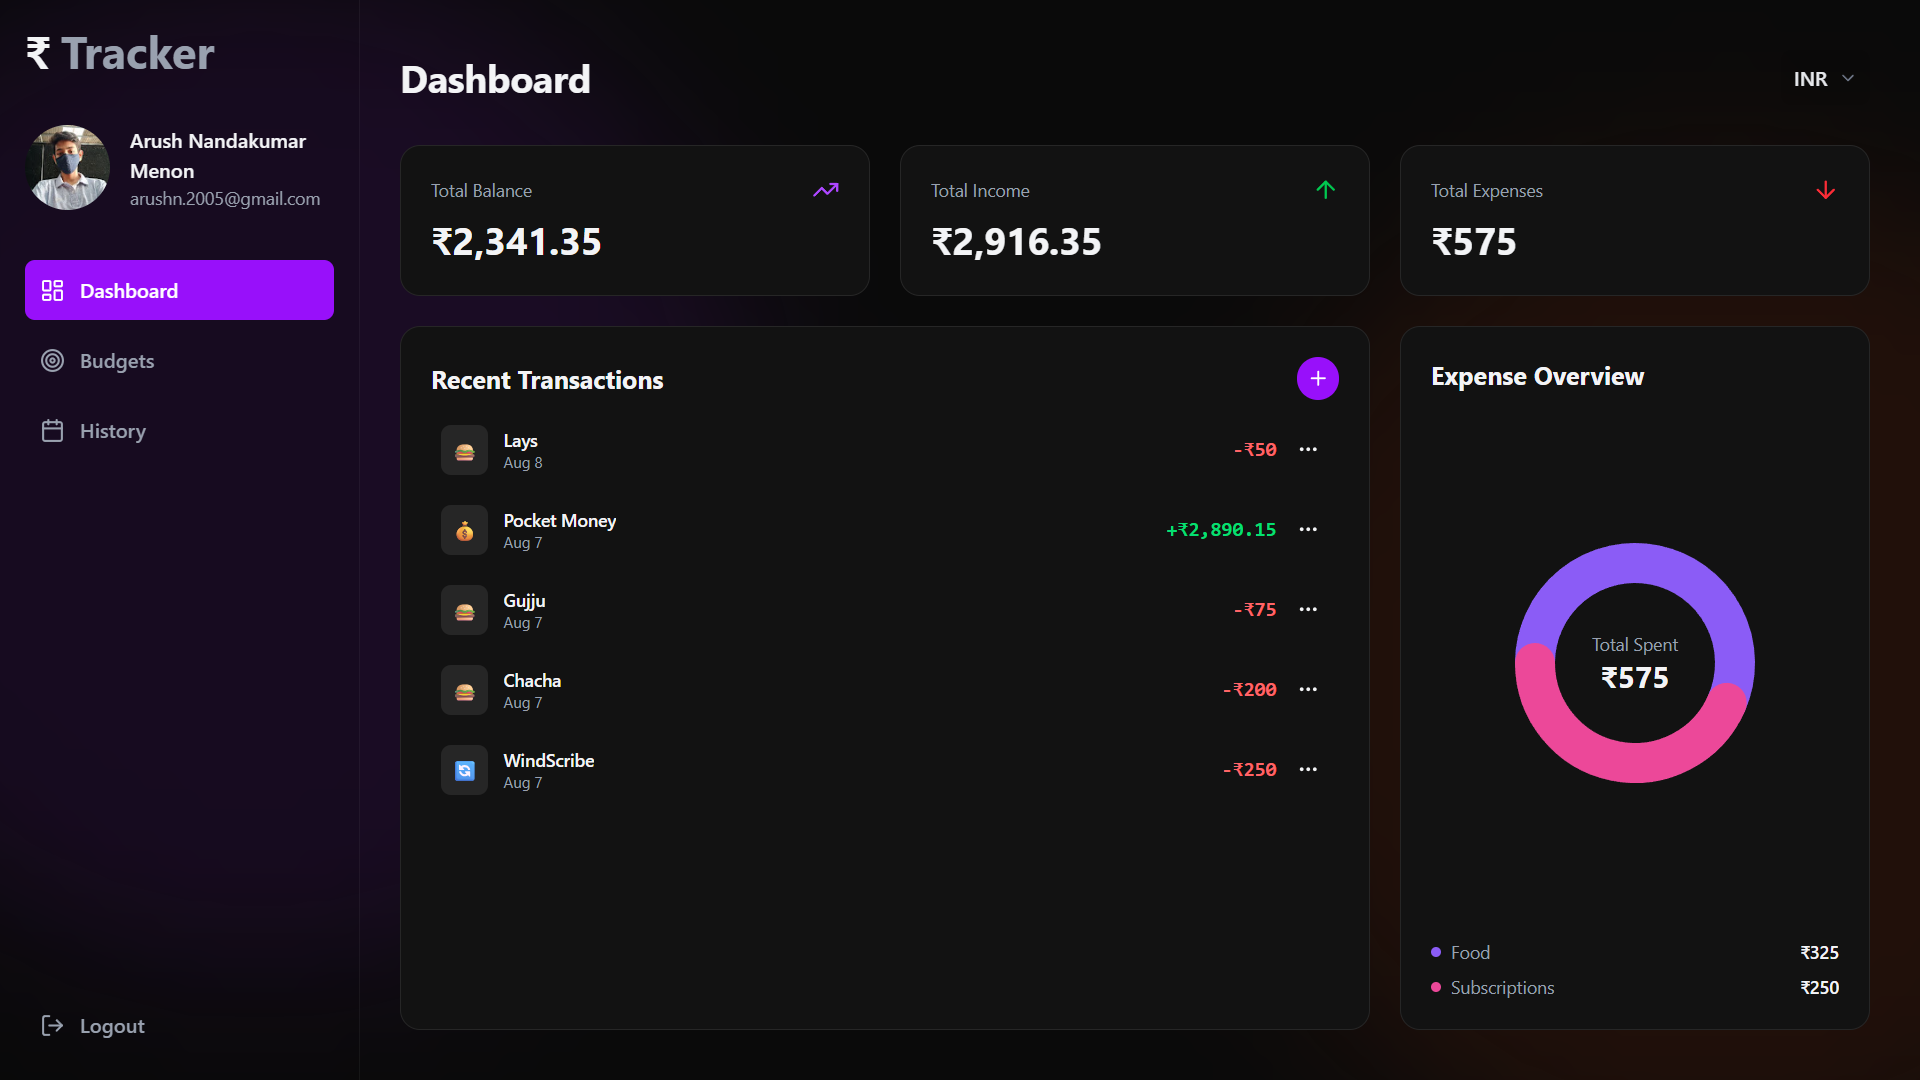 ₹ Tracker
Arush Nandakumar
Menon
arushn.2005@gmail.com
Dashboard
Budgets
History
Logout
Dashboard
INR
Total Balance
₹2,341.35
Total Income
₹2,916.35
Total Expenses
₹575
Recent Transactions
Lays
Aug 8
-₹50
Pocket Money
Aug 7
+₹2,890.15
Gujju
Aug 7
-₹75
Chacha
Aug 7
-₹200
WindScribe
Aug 7
-₹250
Expense Overview
Total Spent
₹575
Food ₹325
Subscriptions ₹250